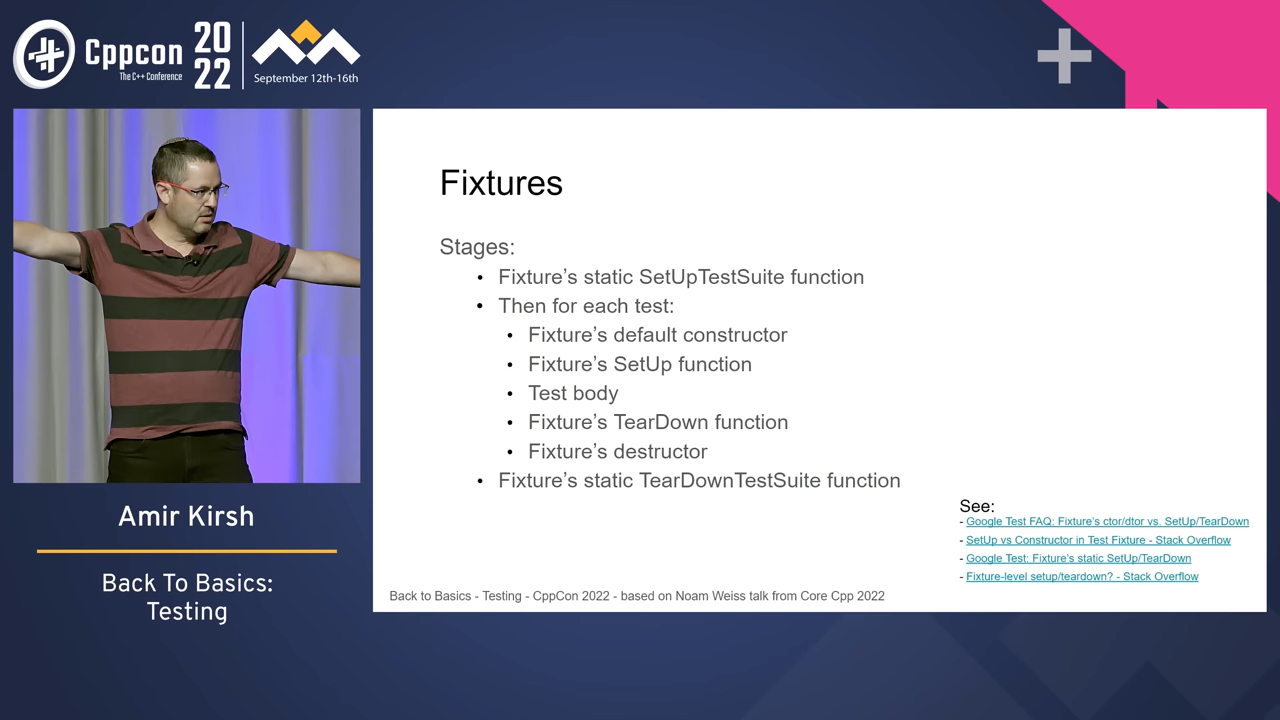 Cppcon
The C++ Conference
20
22
September 12th-16th
Fixtures
Stages:
• Fixture’s static SetUpTestSuite function
• Then for each test:
• Fixture’s default constructor
• Fixture’s SetUp function
• Test body
• Fixture’s TearDown function
• Fixture’s destructor
• Fixture’s static TearDownTestSuite function
See:
- Google Test FAQ: Fixture’s ctor/dtor vs. SetUp/TearDown
- SetUp vs Constructor in Test Fixture - Stack Overflow
- Google Test: Fixture’s static SetUp/TearDown
- Fixture-level setup/teardown? - Stack Overflow
Back to Basics - Testing - CppCon 2022 - based on Noam Weiss talk from Core Cpp 2022
Amir Kirsh
Back To Basics:
Testing